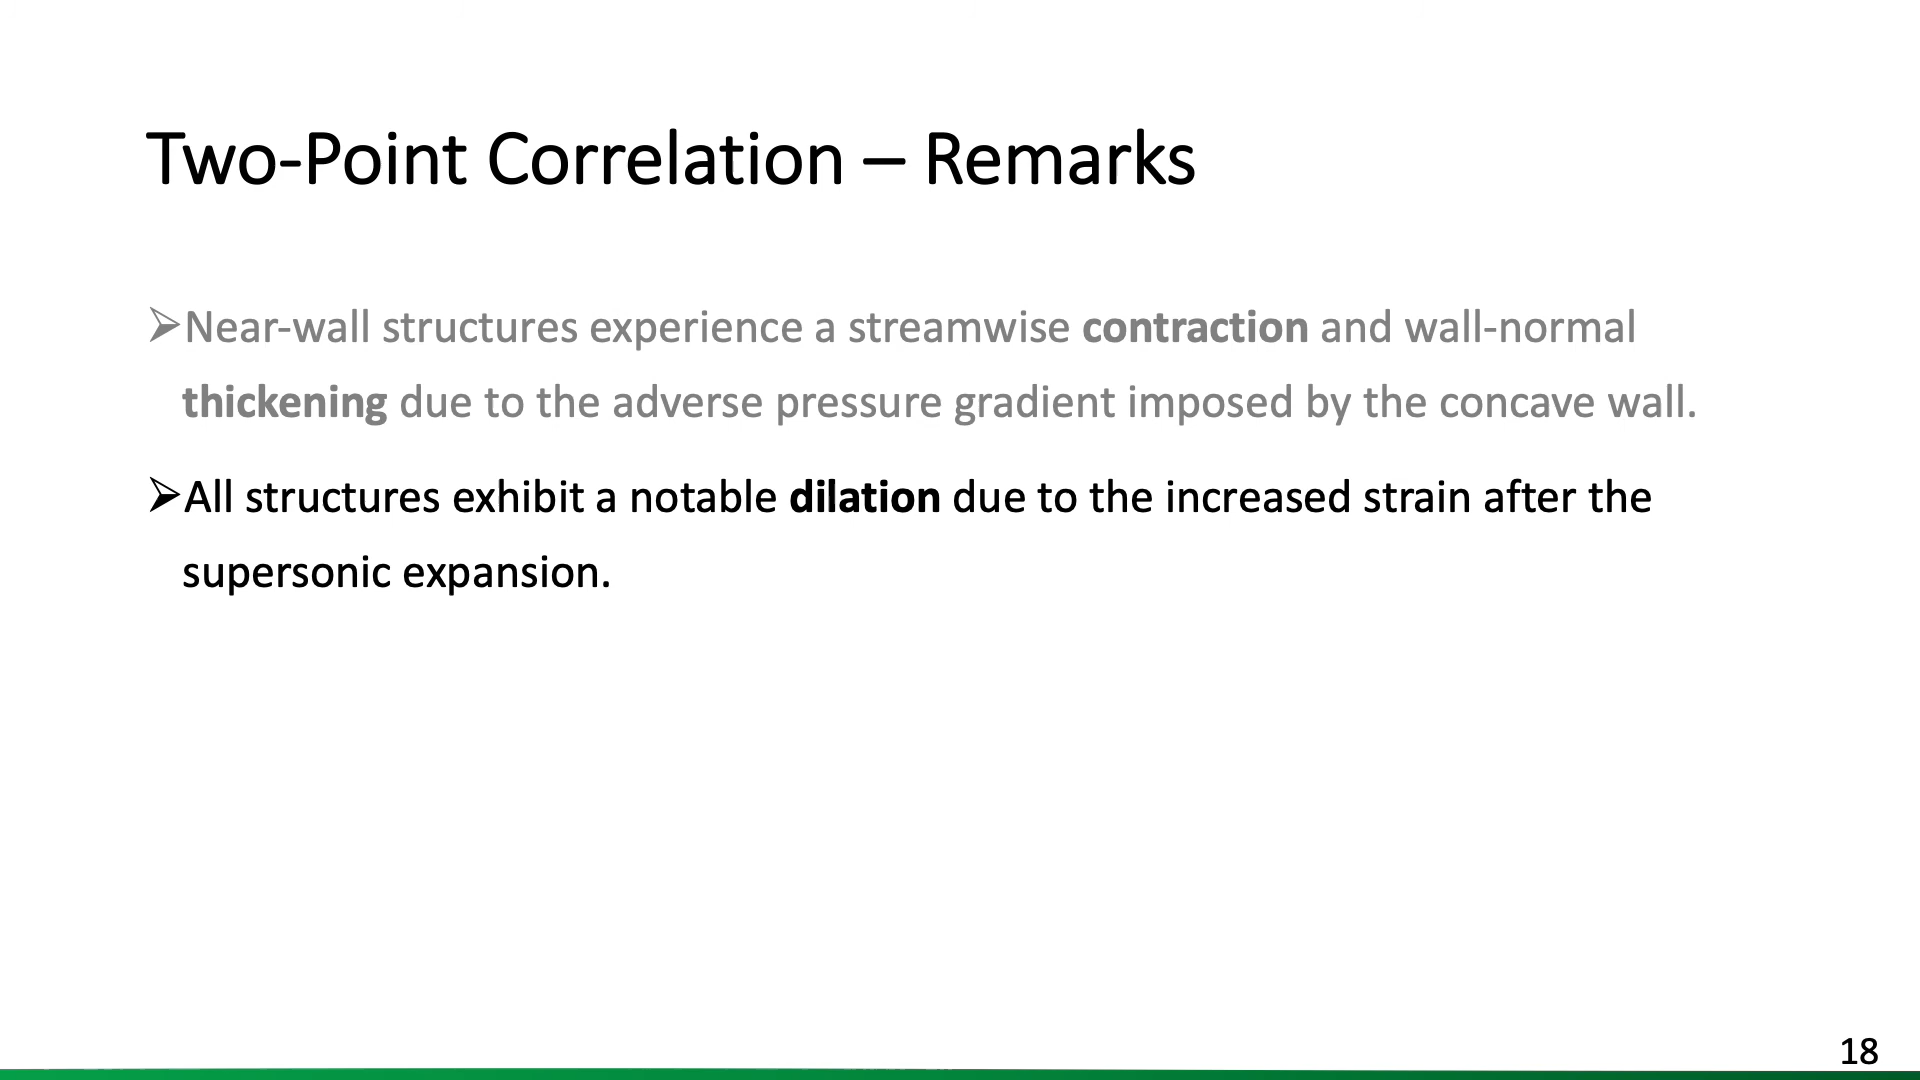 Two-Point Correlation – Remarks
➢Near-wall structures experience a streamwise contraction and wall-normal
thickening due to the adverse pressure gradient imposed by the concave wall.
➢All structures exhibit a notable dilation due to the increased strain after the
supersonic expansion.
18